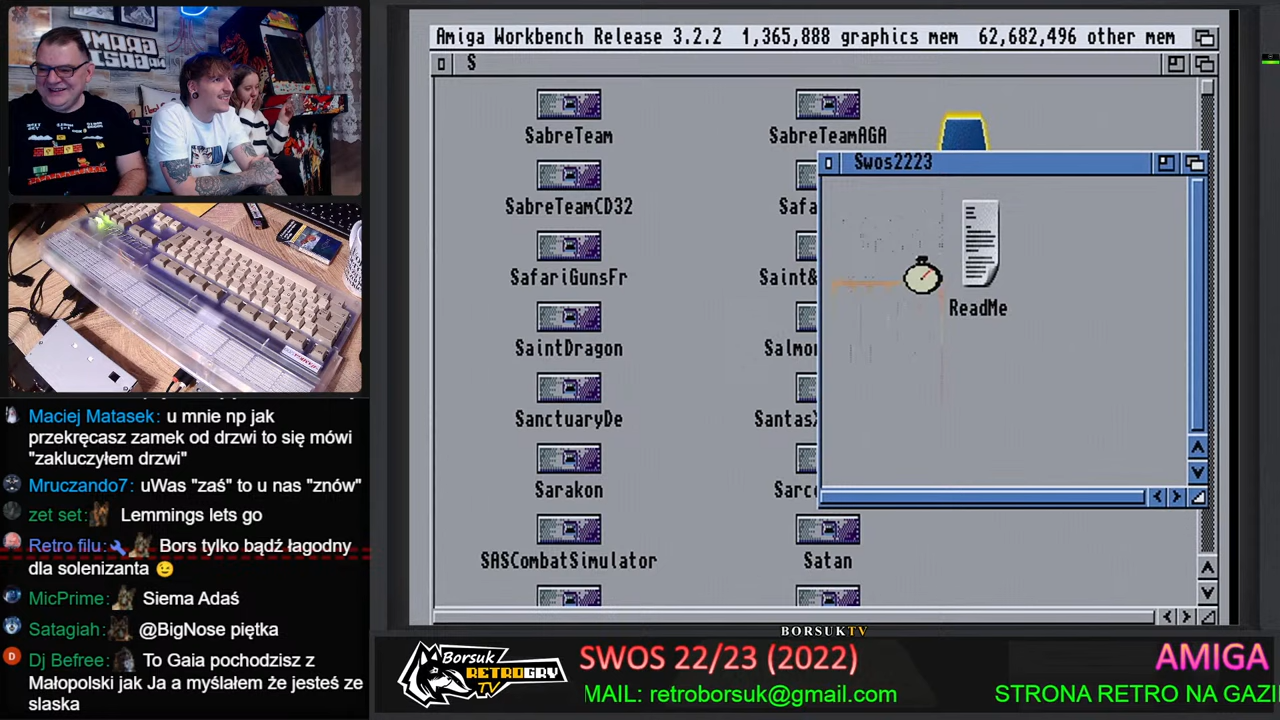 Amiga Workbench Release 3.2.2 1,365,888 graphics mem 62,682,496 other mem
S
SabreTeam
SabreTeamAGA
SabreTeamCD32
Safa
SafariGunsFr
Saint&
SaintDragon
Salmo
SanctuaryDe
Santas
Sarakon
Sarc
SASCombatSimulator
Satan
Swos2223
ReadMe
Maciej Matasek: u mnie np jak
przekręcasz zamek od drzwi to się mówi
"zakluczyłem drzwi"
Mruczando7: uWas "zaś" to u nas "znów"
zet set: Lemmings lets go
Retro filu: Bors tylko bądź łagodny
dla solenizanta
MicPrime: Siema Adaś
Satagiah: @BigNose piętka
D
Dj Befree: To Gaia pochodzisz z
Małopolski jak Ja a myślałem że jesteś ze
slaska
BORSUKTV
Borsuk
RETROGRY
TV
SWOS 22/23 (2022)
AMIGA
MAIL: retroborsuk@gmail.com
STRONA RETRO NA GAZI